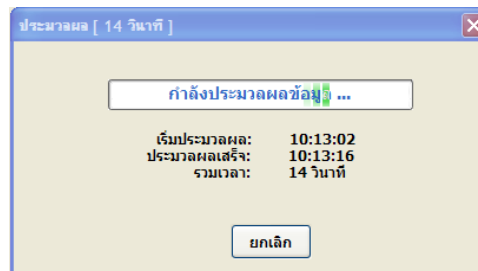 ประมวลผล [ 14 วินาที ]
กำลังประมวลผลข้อมูล ...
เริ่มประมวลผล: 10:13:02
ประมวลผลเสร็จ: 10:13:16
รวมเวลา: 14 วินาที
ยกเลิก